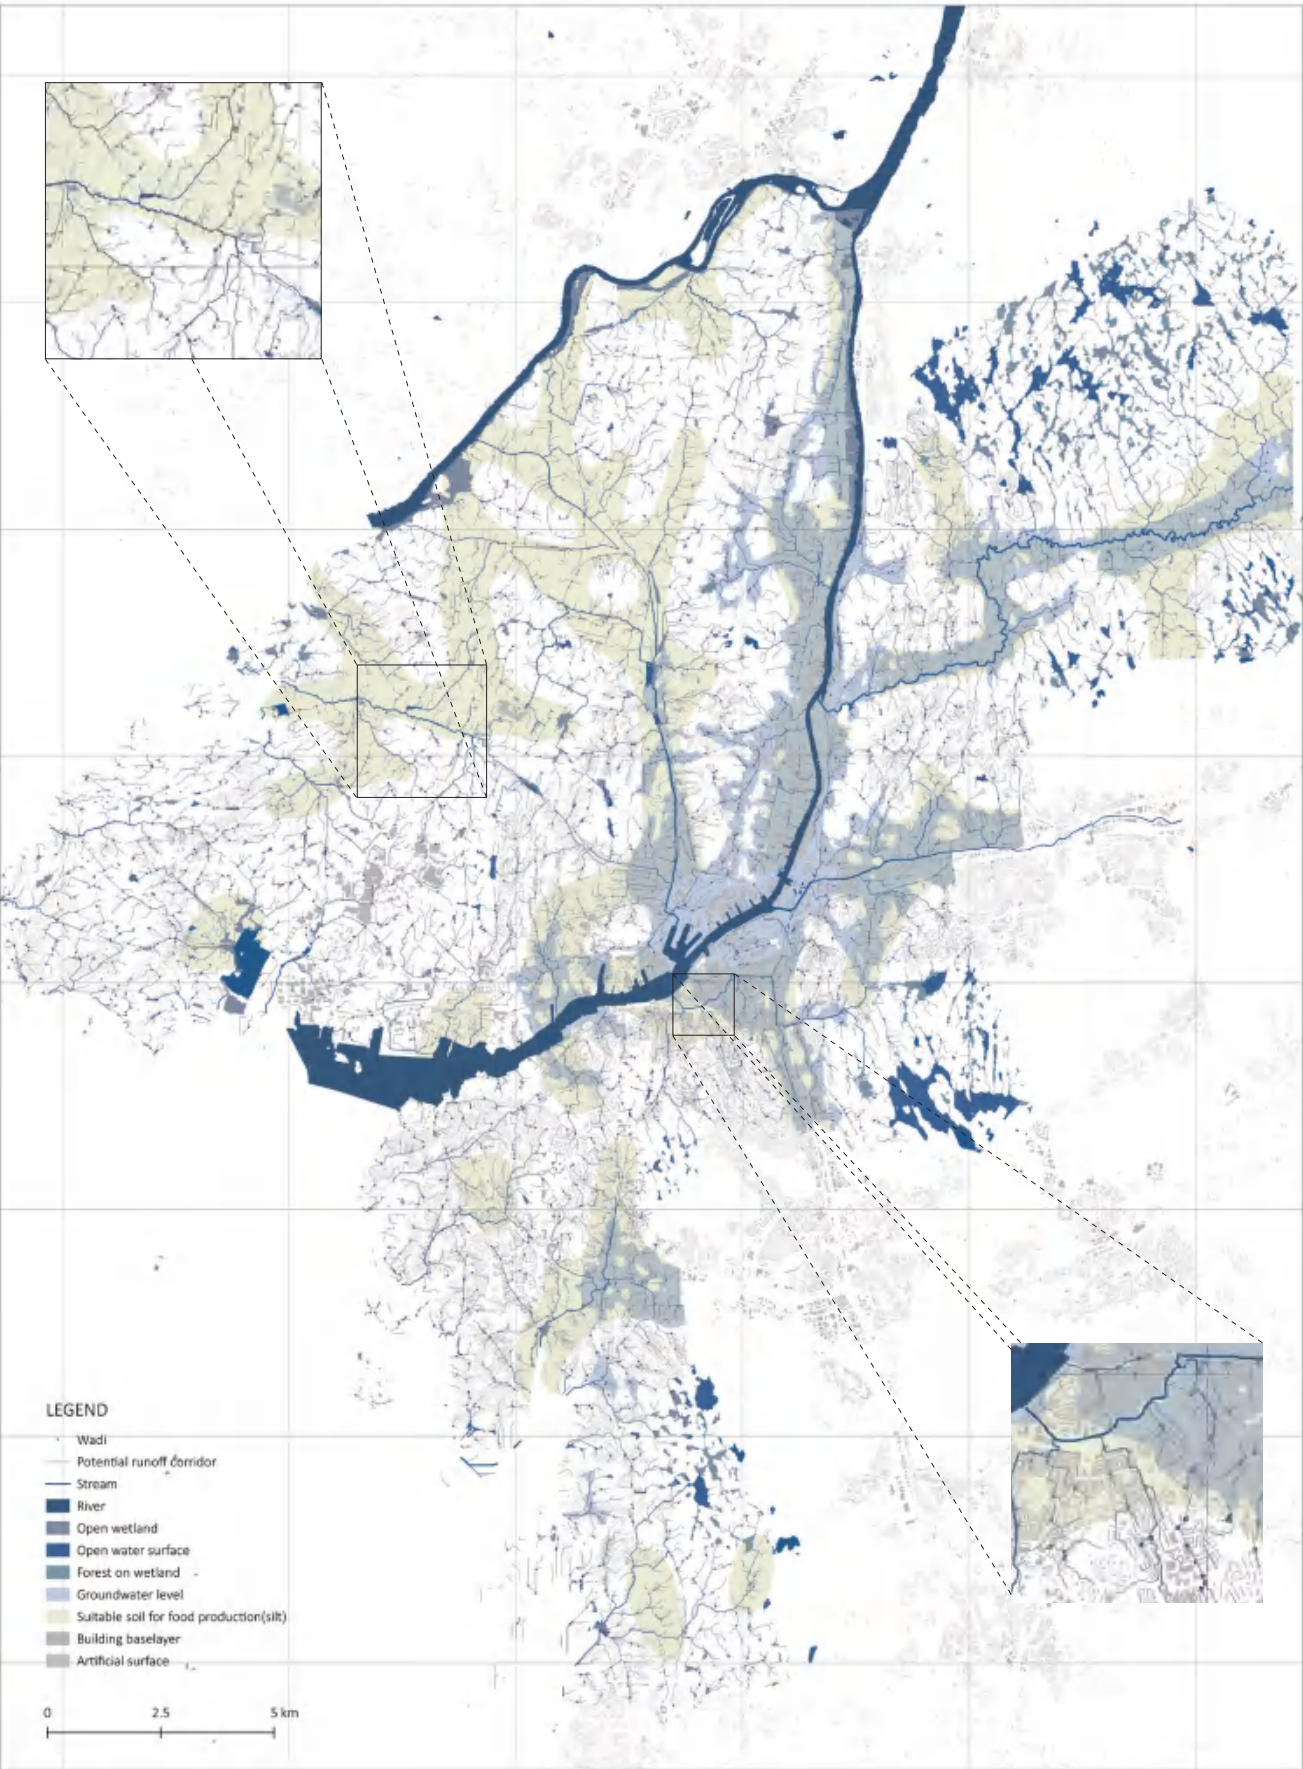 LEGEND
Wadi
Potential runoff corridor
Stream
River
Open wetland
Open water surface
Forest on wetland
Groundwater level
Suitable soil for food production(silt)
Building baselayer
Artificial surface
0 2.5 5 km